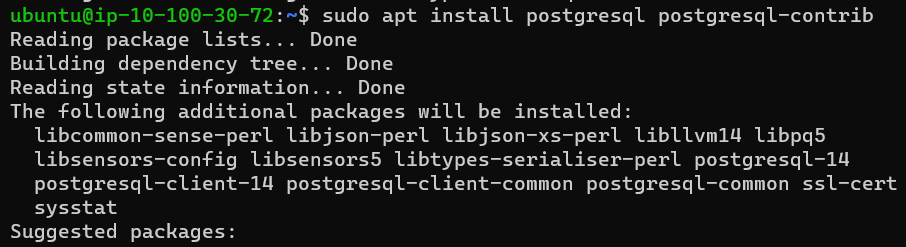 ubuntu@ip-10-100-30-72:~$ sudo apt install postgresql postgresql-contrib
Reading package lists... Done
Building dependency tree... Done
Reading state information... Done
The following additional packages will be installed:
  libcommon-sense-perl libjson-perl libjson-xs-perl libllvm14 libpq5
  libsensors-config libsensors5 libtypes-serialiser-perl postgresql-14
  postgresql-client-14 postgresql-client-common postgresql-common ssl-cert
  sysstat
Suggested packages: